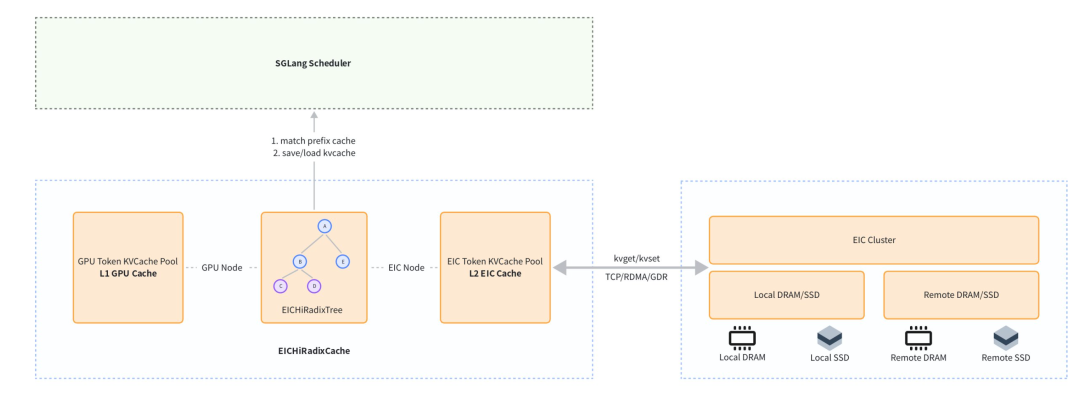 SGLang Scheduler
1. match prefix cache
2. save/load kvcache
GPU Token KVCache Pool
L1 GPU Cache
GPU Node
A
B
E
C
D
EICHiRadixTree
EIC Node
EIC Token KVCache Pool
L2 EIC Cache
EICHiRadixCache
kvget/kvset
TCP/RDMA/GDR
EIC Cluster
Local DRAM/SSD
Remote DRAM/SSD
Local DRAM
Local SSD
Remote DRAM
Remote SSD